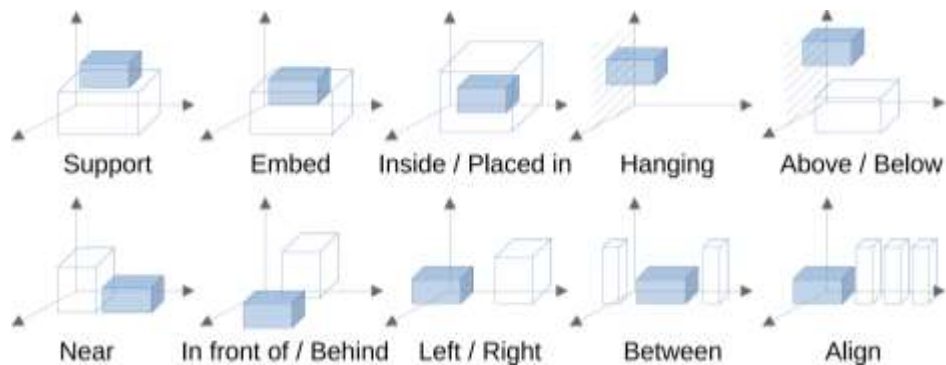 Support Embed Inside / Placed in Hanging Above / Below
Near In front of / Behind Left / Right Between Align